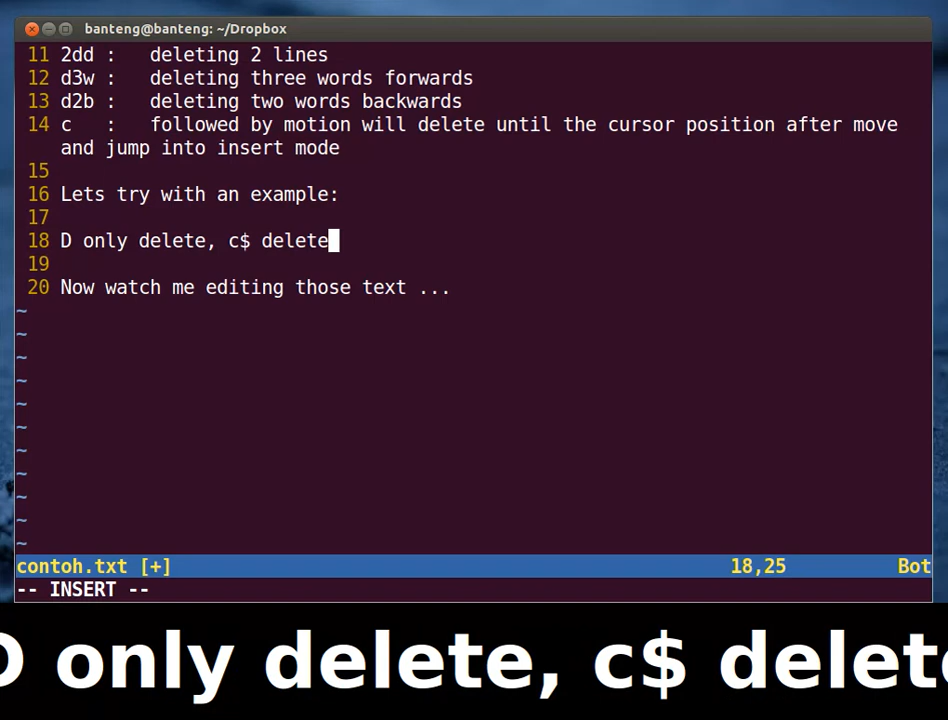 banteng@banteng: ~/Dropbox
11 2dd :   deleting 2 lines
12 d3w :   deleting three words forwards
13 d2b :   deleting two words backwards
14 c   :   followed by motion will delete until the cursor position after move
and jump into insert mode
15
16 Lets try with an example:
17
18 D only delete, c$ delete
19
20 Now watch me editing those text ...
~
~
~
~
~
~
~
~
~
~
~
contoh.txt [+] 18,25 Bot
-- INSERT --
D only delete, c$ delete